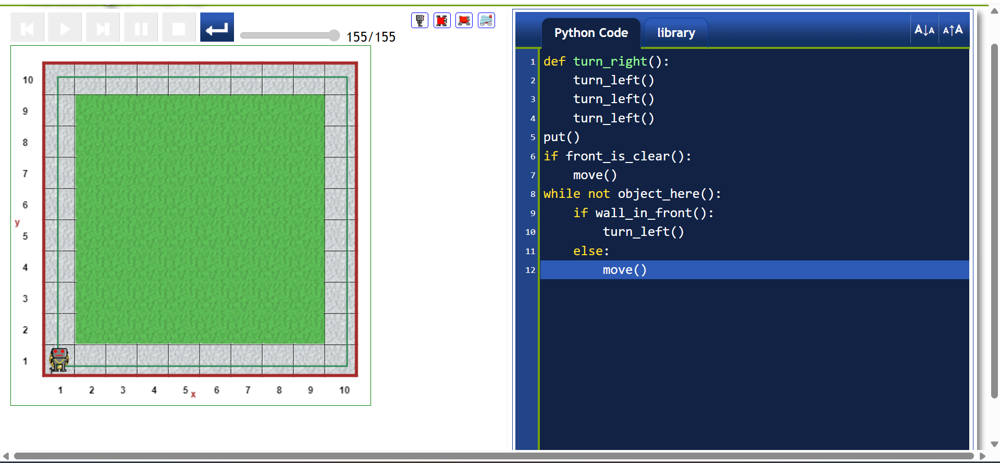 155/155
Python Code
library
A↓A
A↑A
10
9
8
7
6
y
5
4
3
2
1
1 2 3 4 5 x 6 7 8 9 10
1 def turn_right():
2     turn_left()
3     turn_left()
4     turn_left()
5 put()
6 if front_is_clear():
7     move()
8 while not object_here():
9     if wall_in_front():
10         turn_left()
11     else:
12         move()